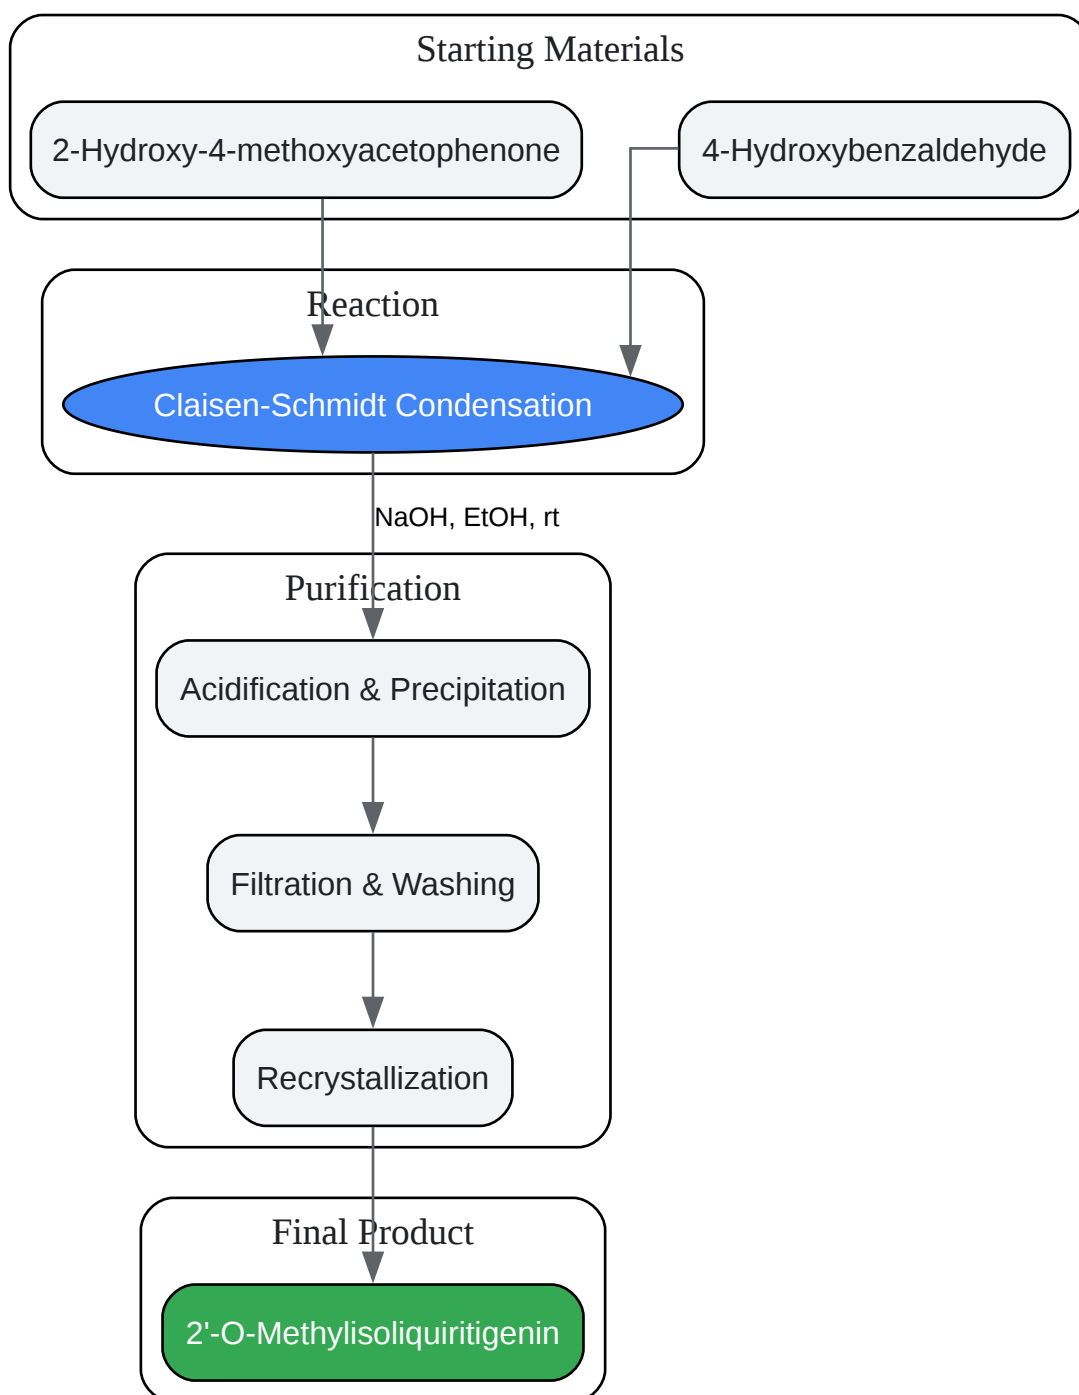 Starting Materials
2-Hydroxy-4-methoxyacetophenone
4-Hydroxybenzaldehyde
Reaction
Claisen-Schmidt Condensation
NaOH, EtOH, rt
Purification
Acidification & Precipitation
Filtration & Washing
Recrystallization
Final Product
2'-O-Methylisoliquiritigenin